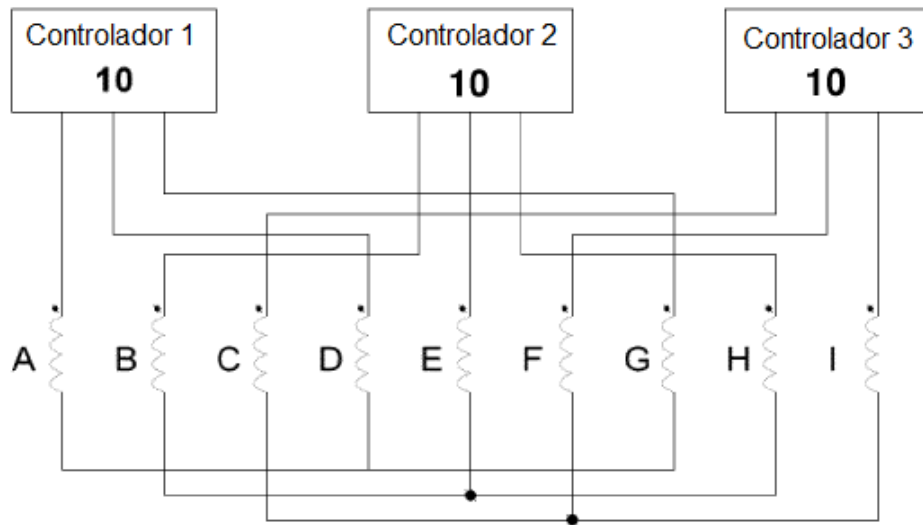 Controlador 1
10
Controlador 2
10
Controlador 3
10
A B C D E F G H I